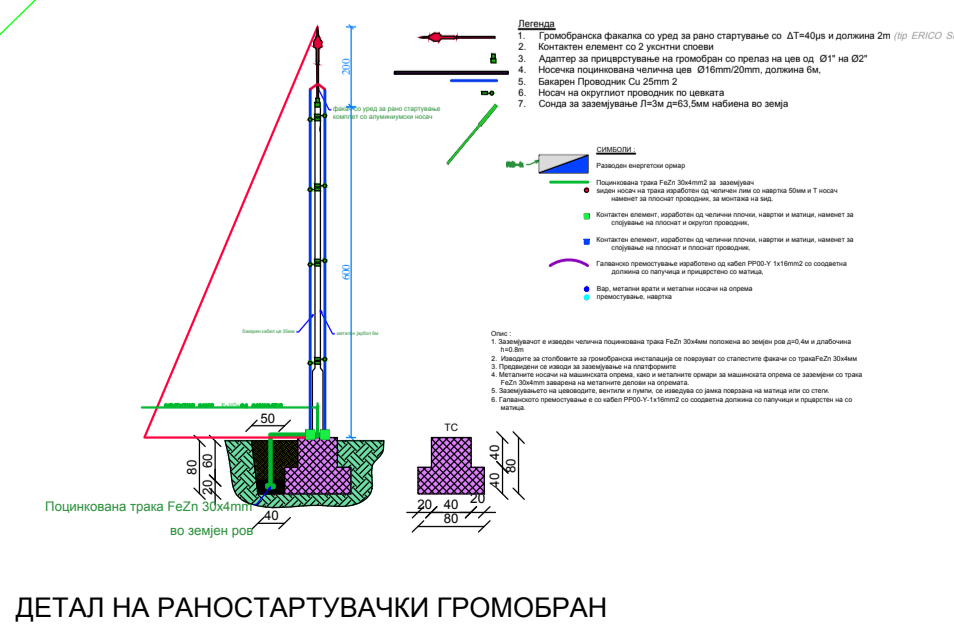 Легенда
1. Громобранска факалка со уред за рано стартување со ΔT=40μs и должина 2m (tip ERICO SI
2. Контактен елемент со 2 укснтни споеви
3. Адаптер за прицврстување на громобран со прелаз на цев од Ø1" на Ø2"
4. Носечка поцинкована челична цев Ø16mm/20mm, должина 6м,
5. Бакарен Проводник Cu 25mm 2
6. Носач на округлиот проводник по цевката
7. Сонда за заземјување Л=3м д=63,5мм набиена во земја
200
факач со уред за рано стартување
комплет со алуминиумски носач
СИМБОЛИ :
Разводен енергетски ормар
Поцинкована трака FeZn 30x4mm2 за заземјувач
ѕиден носач на трака изработен од челичен лим со навртка 50мм и Т носач
наменет за плоснат проводник, за монтажа на ѕид.
Контактен елемент, изработен од челични плочки, навртки и матици, наменет за
спојување на плоснат и округол проводник,
Контактен елемент, изработен од челични плочки, навртки и матици, наменет за
спојување на плоснат и плоснат проводник,
Галванско премостување изработено од кабел PP00-Y 1x16mm2 со соодветна
должина со папучица и прицврстено со матица,
Вар, метални врати и метални носачи на опрема
премостување, навртка
600
бакарен кабел
метален јарбол 6м
Опис :
1. Заземјувачот е изведен челична поцинкована трака FeZn 30x4мм положена во земјен ров д=0,4м и длабочина
h=0.8m
2. Изводите за столбовите за громобранска инсталација се поврзуат со стапестите факачи со тракаFeZn 30x4мм
3. Предвидени се изводи за заземјување на платформите
4. Металните носачи на машинската опрема, како и металните ормари за машинската опрема се заземјени со трака
FeZn 30x4mm заварена на металните делови на опремата.
5. Заземјувањето на цевоводите, вентили и пумпи, се изведува со јамка поврзана на матица или со стеги.
6. Галванското премостување е со кабел PP00-Y-1x16mm2 со соодветна должина со папучици и прцврстен на со
матица.
50
ТС
80
60
20
40
40
40
80
20
40
20
80
Поцинкована трака FeZn 30x4mm
во земјен ров
ДЕТАЛ НА РАНОСТАРТУВАЧКИ ГРОМОБРАН